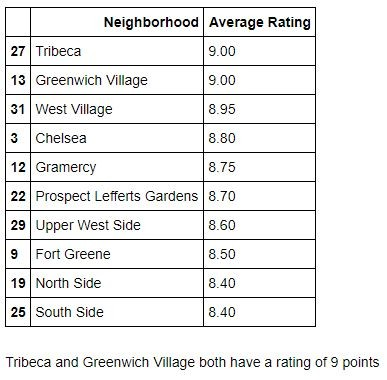 Neighborhood Average Rating
27 Tribeca 9.00
13 Greenwich Village 9.00
31 West Village 8.95
3 Chelsea 8.80
12 Gramercy 8.75
22 Prospect Lefferts Gardens 8.70
29 Upper West Side 8.60
9 Fort Greene 8.50
19 North Side 8.40
25 South Side 8.40
Tribeca and Greenwich Village both have a rating of 9 points